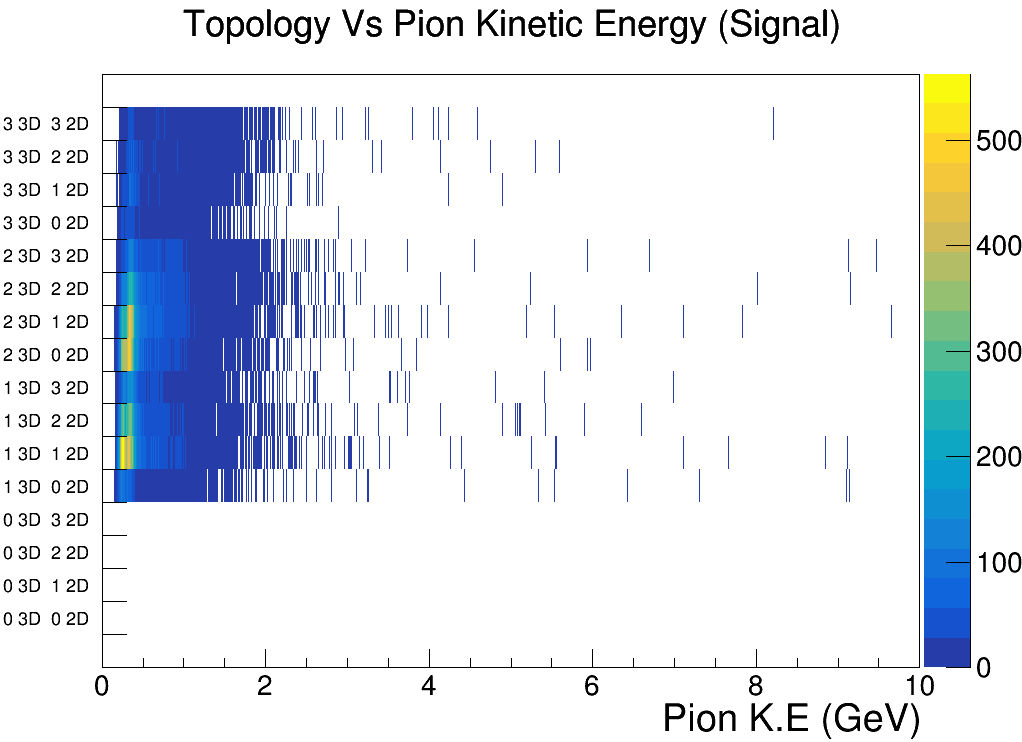 Topology Vs Pion Kinetic Energy (Signal)
3 3D 3 2D
3 3D 2 2D
3 3D 1 2D
3 3D 0 2D
2 3D 3 2D
2 3D 2 2D
2 3D 1 2D
2 3D 0 2D
1 3D 3 2D
1 3D 2 2D
1 3D 1 2D
1 3D 0 2D
0 3D 3 2D
0 3D 2 2D
0 3D 1 2D
0 3D 0 2D
500
400
300
200
100
0
0 2 4 6 8 10
Pion K.E (GeV)